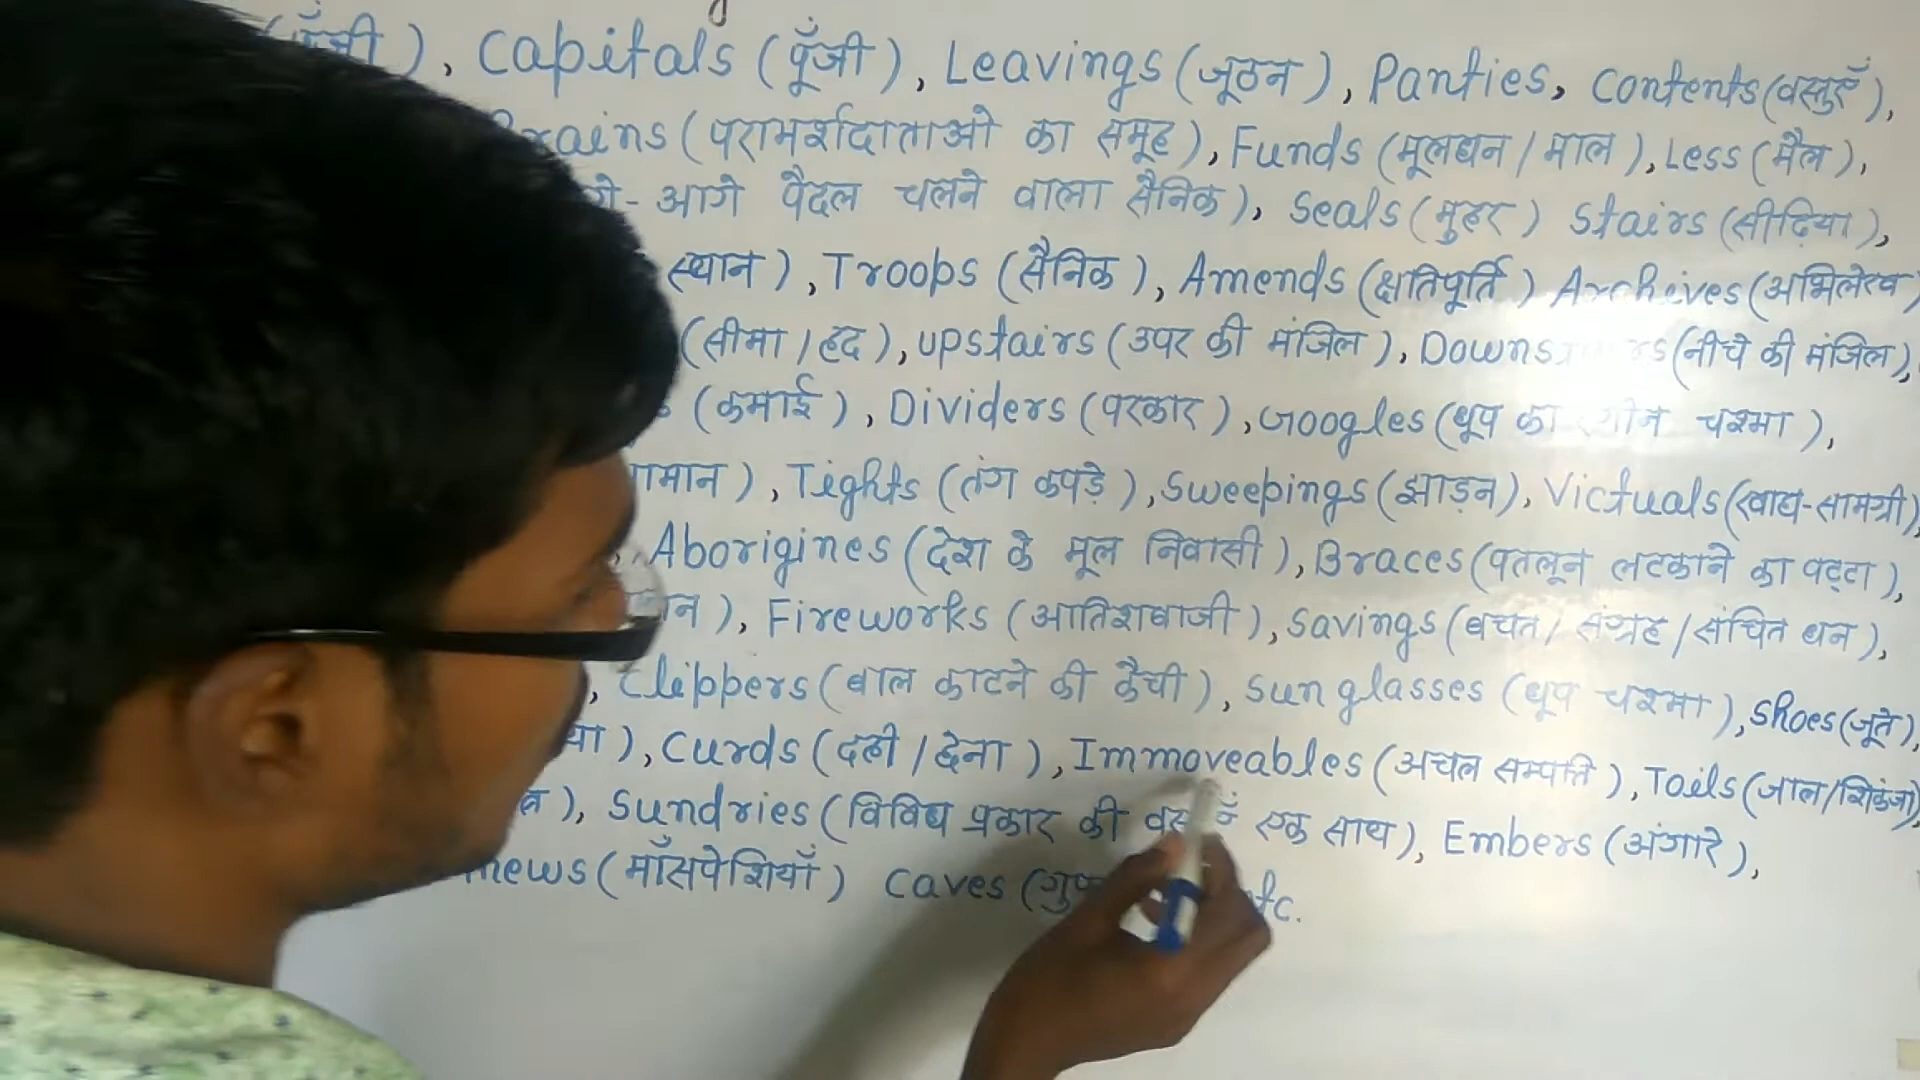 ), Capitals (पूँजी), Leavings (जूठन), Panties, Contents (वस्तुएँ),
(परामर्शदाताओ का समूह), Funds (मूलधन / माल), Less (मैल),
- आगे पैदल चलने वाला सैनिक), Seals (मुहर) Stairs (सीढ़िया),
स्थान), Troops (सैनिक), Amends (क्षतिपूर्ति) Archives (अभिलेख)
(सीमा / हद), Upstairs (उपर की मंजिल), (नीचे की मंजिल),
(कमाई), Dividers (परकार), Googles (धूप का चश्मा),
), Tights (तंग कपड़े), Sweepings (झाड़न), Victuals (खाद्य-सामग्री),
Aborigines (देश के मूल निवासी), Braces (पतलून लटकाने का पट्टा),
), Fireworks (आतिशबाजी), Savings (बचत / संग्रह / संचित धन),
, Clippers (बाल काटने की कैची), Sunglasses (धूप चश्मा), Shoes (जूते),
), Curds (दही / छेना), Immoveables (अचल सम्पति), Toils (जाल/शिकंजा),
), Sundries (विविध प्रकार की एक साथ), Embers (अंगारे),
(माँसपेशियाँ) Caves (